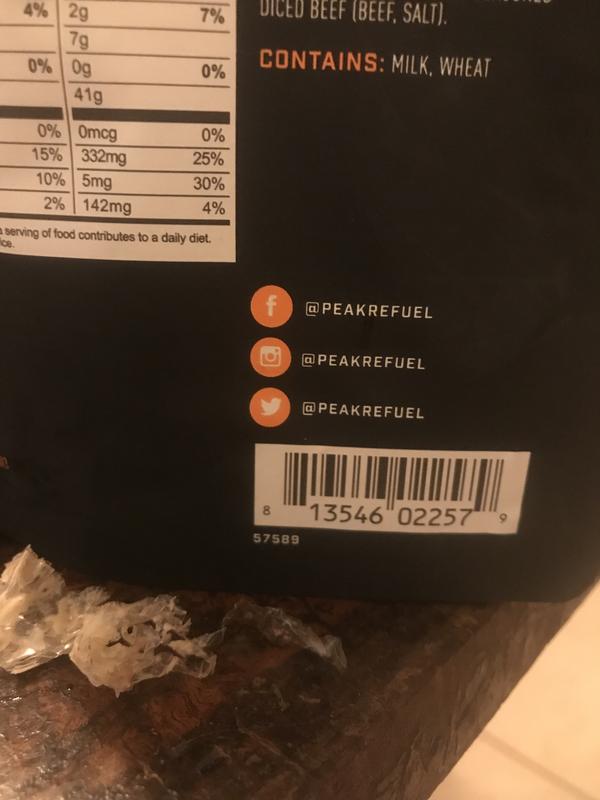 DICED BEEF (BEEF, SALT).
CONTAINS: MILK, WHEAT
4% 2g 7%
7g
0% 0g 0%
41g
0% 0mcg 0%
15% 332mg 25%
10% 5mg 30%
2% 142mg 4%
serving of food contributes to a daily diet.
@PEAKREFUEL
@PEAKREFUEL
@PEAKREFUEL
8 13546 02257 9
57589